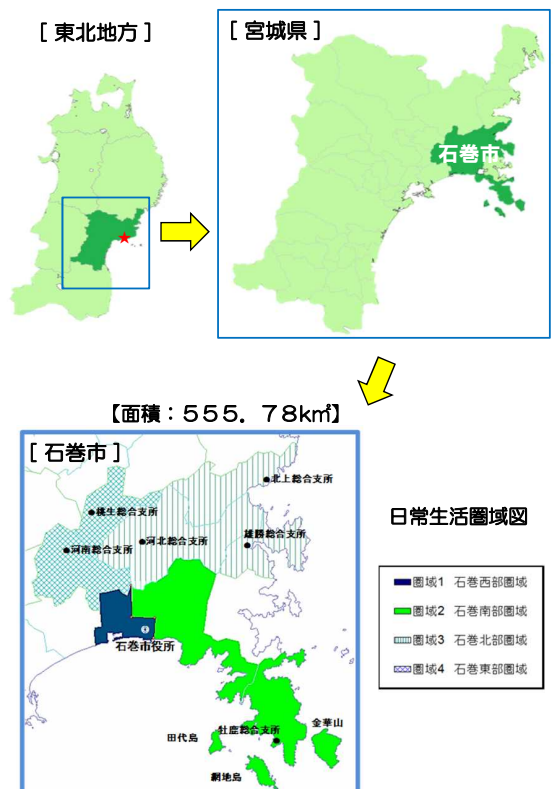 [ 東北地方 ]
[ 宮城県 ]
石巻市
【面積：５５５．７８k㎡】
[ 石巻市 ]
北上総合支所
桃生総合支所
河北総合支所
雄勝総合支所
河南総合支所
日常生活圏域図
圏域1 石巻西部圏域
圏域2 石巻南部圏域
圏域3 石巻北部圏域
圏域4 石巻東部圏域
石巻市役所
牡鹿総合支所
金華山
田代島
網地島